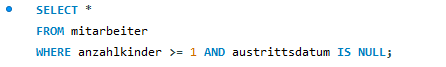 SELECT *
FROM mitarbeiter
WHERE anzahlkinder >= 1 AND austrittsdatum IS NULL;